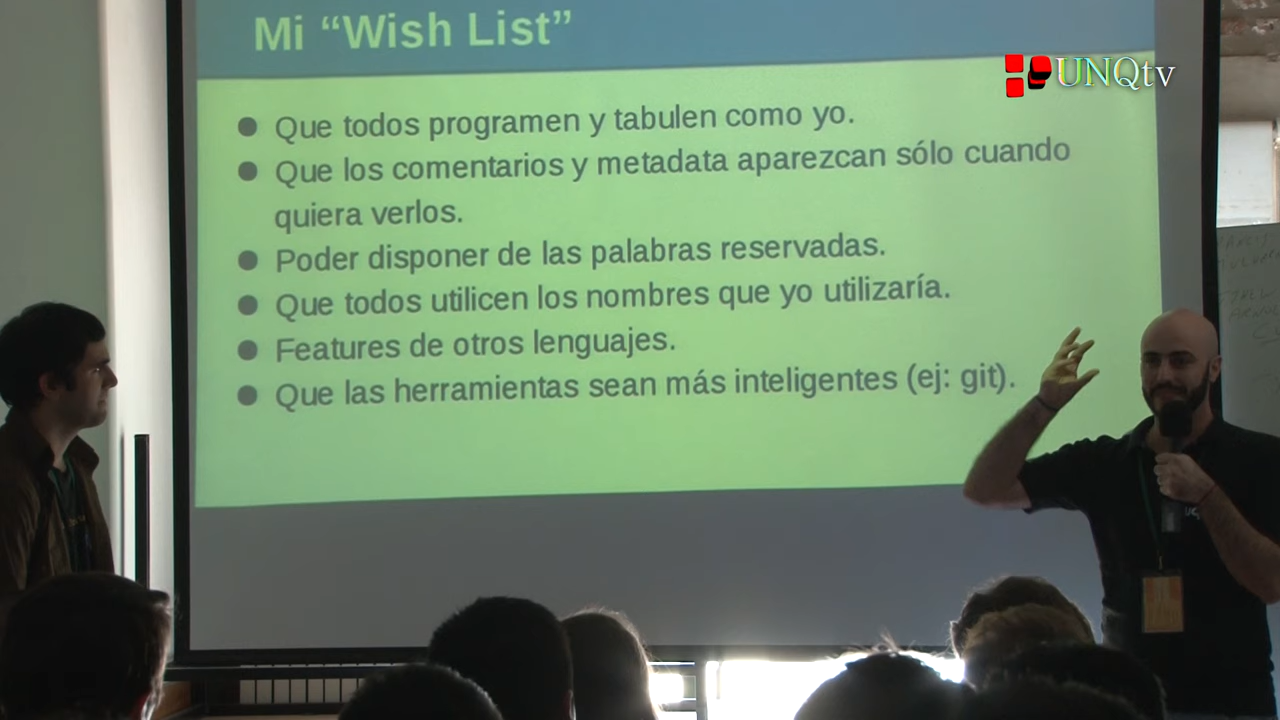 Mi “Wish List”
UNQtv
● Que todos programen y tabulen como yo.
● Que los comentarios y metadata aparezcan sólo cuando
quiera verlos.
● Poder disponer de las palabras reservadas.
● Que todos utilicen los nombres que yo utilizaría.
● Features de otros lenguajes.
● Que las herramientas sean más inteligentes (ej: git).